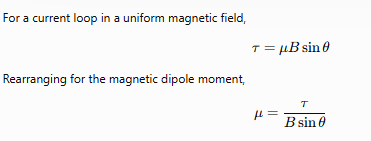 For a current loop in a uniform magnetic field,
τ = μB sin θ
Rearranging for the magnetic dipole moment,
μ = τ / (B sin θ)